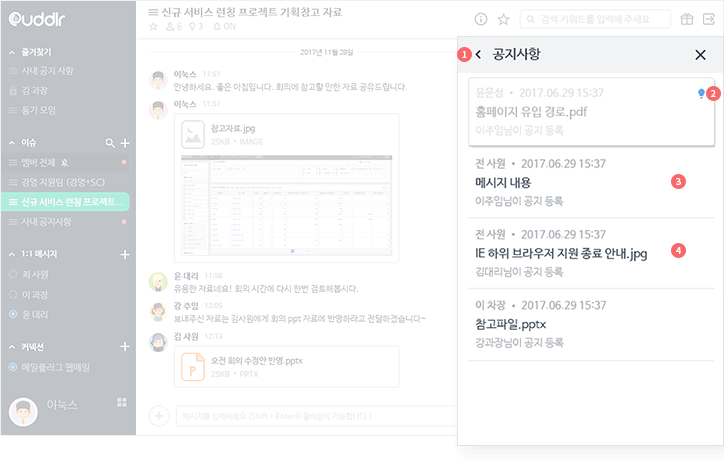 Quddlr
즐겨찾기
사내 공지 사항
김 과장
동기 모임
이슈
멤버 전체
경영 지원팀 (경영+SC)
신규 서비스 런칭 프로젝트...
사내 공지사항
1:1 메시지
최 사원
이 과장
윤 대리
커넥션
메일플러그 웹메일
이눅스
신규 서비스 런칭 프로젝트 기획참고 자료
6 3 ON
검색 키워드를 입력해 주세요
2017년 11월 28일
이눅스 11:51
안녕하세요. 좋은 아침입니다. 회의에 참고할 만한 자료 공유드립니다.
이눅스 11:51
참고자료.jpg
25KB • IMAGE
윤 대리 11:58
유용한 자료네요! 회의 시간에 다시 한번 검토해봅시다.
강 주임 12:05
보내주신 자료는 김사원에게 회의 ppt 자료에 반영하라고 전달하겠습니다~
김 사원 12:13
P
오전 회의 수정안 반영.pptx
25KB • PPTX
메시지를 입력하세요 (Shift + Enter로 줄바꿈이 가능합니다.)
1 공지사항
윤문섬 • 2017.06.29 15:37 2
홈페이지 유입 경로.pdf
이주임님이 공지 등록
전 사원 • 2017.06.29 15:37
메시지 내용 3
이주임님이 공지 등록
전 사원 • 2017.06.29 15:37
IE 하위 브라우저 지원 종료 안내.jpg 4
김대리님이 공지 등록
이 차장 • 2017.06.29 15:37
참고파일.pptx
강과장님이 공지 등록